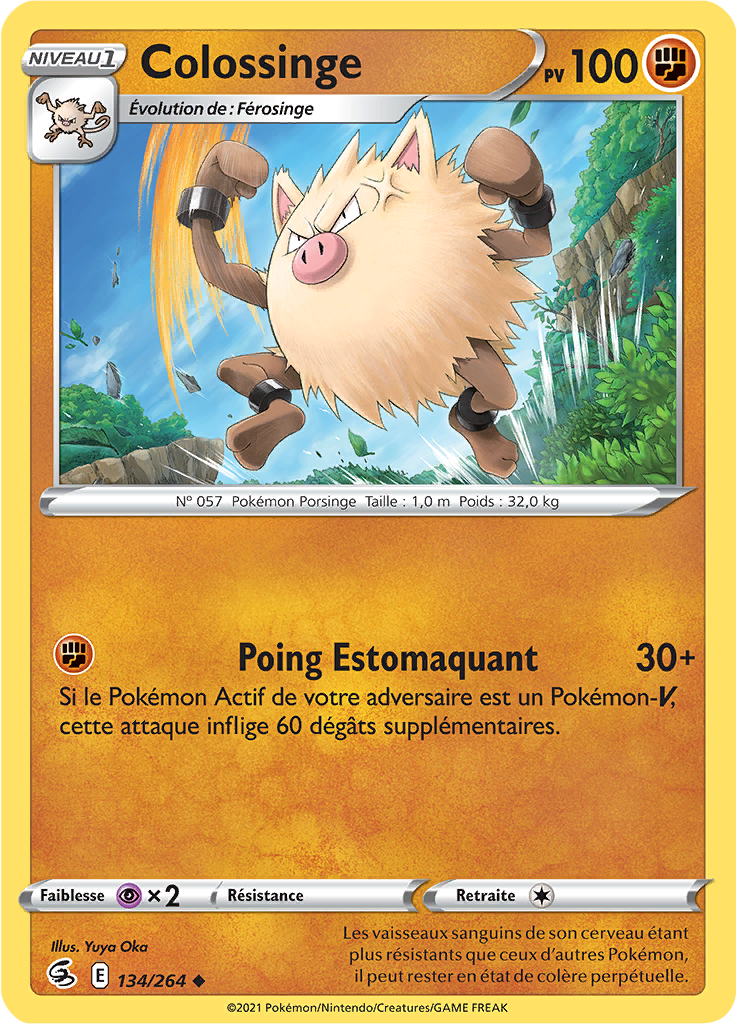 NIVEAU 1
Colossinge
PV 100
Évolution de : Férosinge
Nº 057 Pokémon Porsinge Taille : 1,0 m Poids : 32,0 kg
Poing Estomaquant 30+
Si le Pokémon Actif de votre adversaire est un Pokémon-V,
cette attaque inflige 60 dégâts supplémentaires.
Faiblesse ×2 Résistance Retraite
Illus. Yuya Oka
E 134/264
Les vaisseaux sanguins de son cerveau étant
plus résistants que ceux d'autres Pokémon,
il peut rester en état de colère perpétuelle.
©2021 Pokémon/Nintendo/Creatures/GAME FREAK